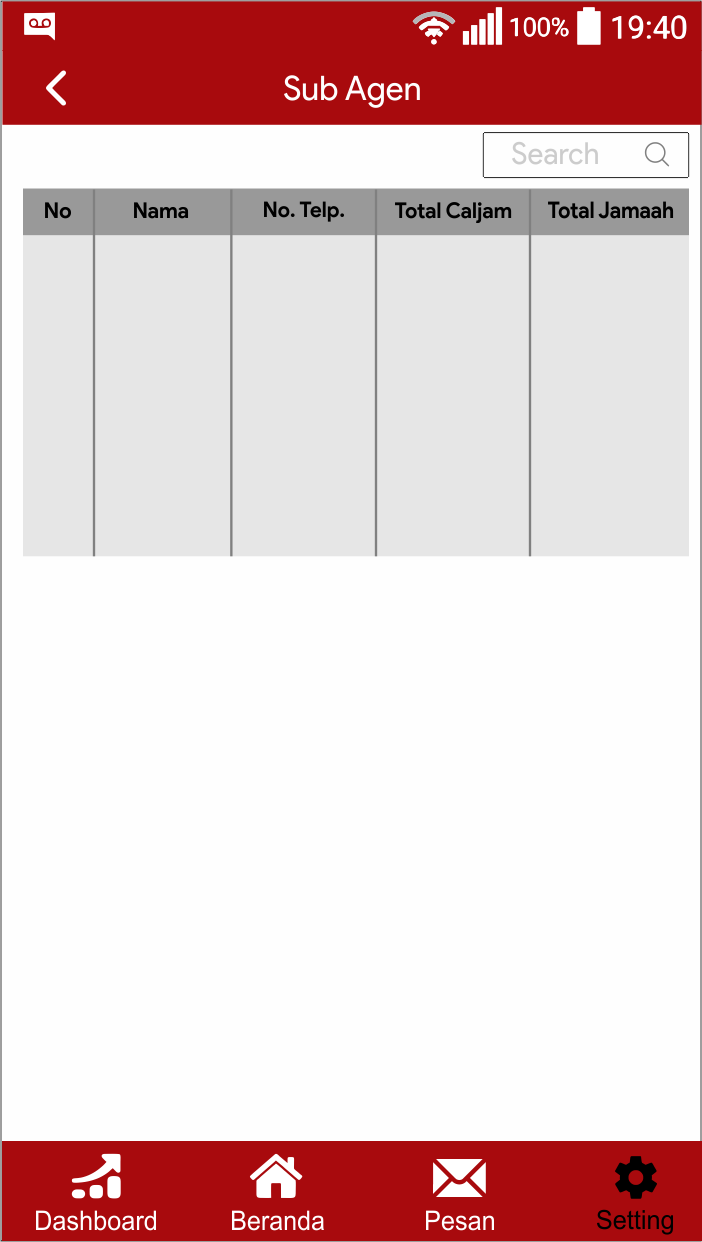 100% 19:40
Sub Agen
Search
No Nama No. Telp. Total Caljam Total Jamaah
Dashboard Beranda Pesan Setting